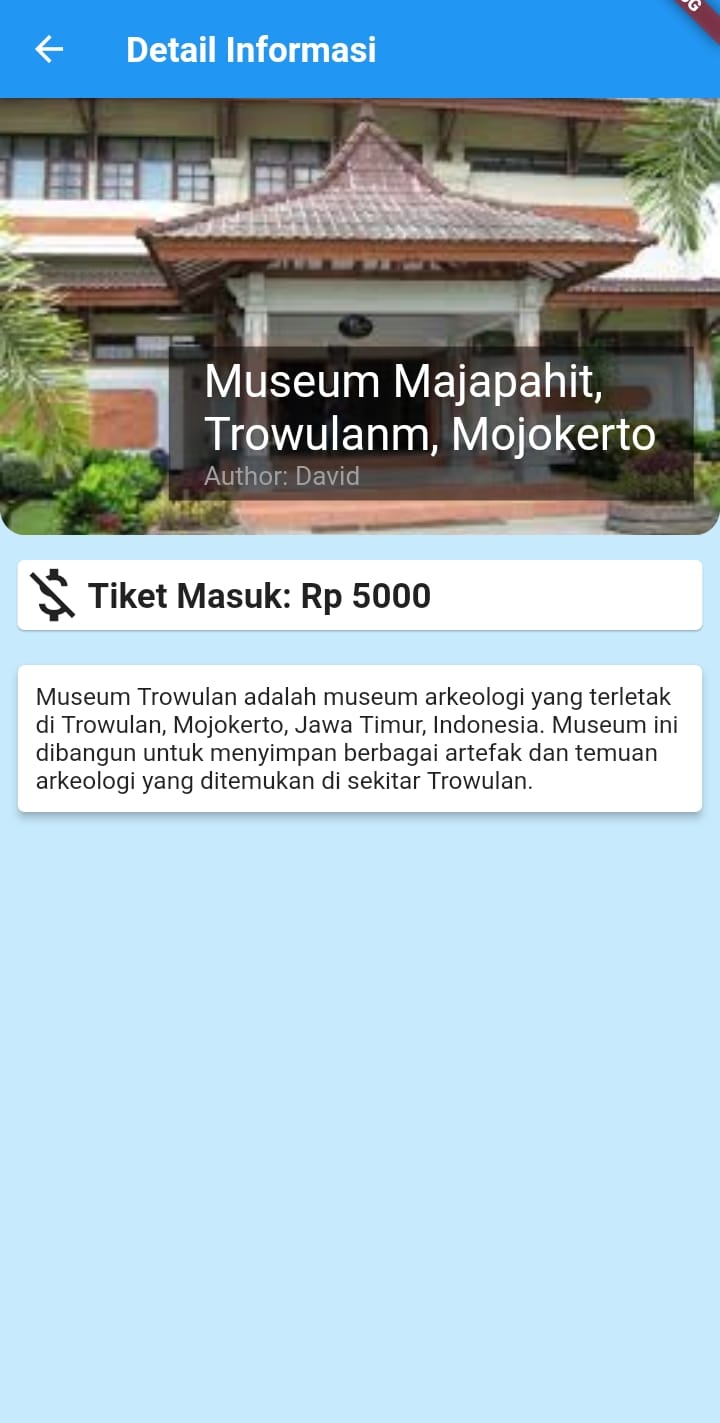 Detail Informasi
Museum Majapahit,
Trowulanm, Mojokerto
Author: David
Tiket Masuk: Rp 5000
Museum Trowulan adalah museum arkeologi yang terletak
di Trowulan, Mojokerto, Jawa Timur, Indonesia. Museum ini
dibangun untuk menyimpan berbagai artefak dan temuan
arkeologi yang ditemukan di sekitar Trowulan.